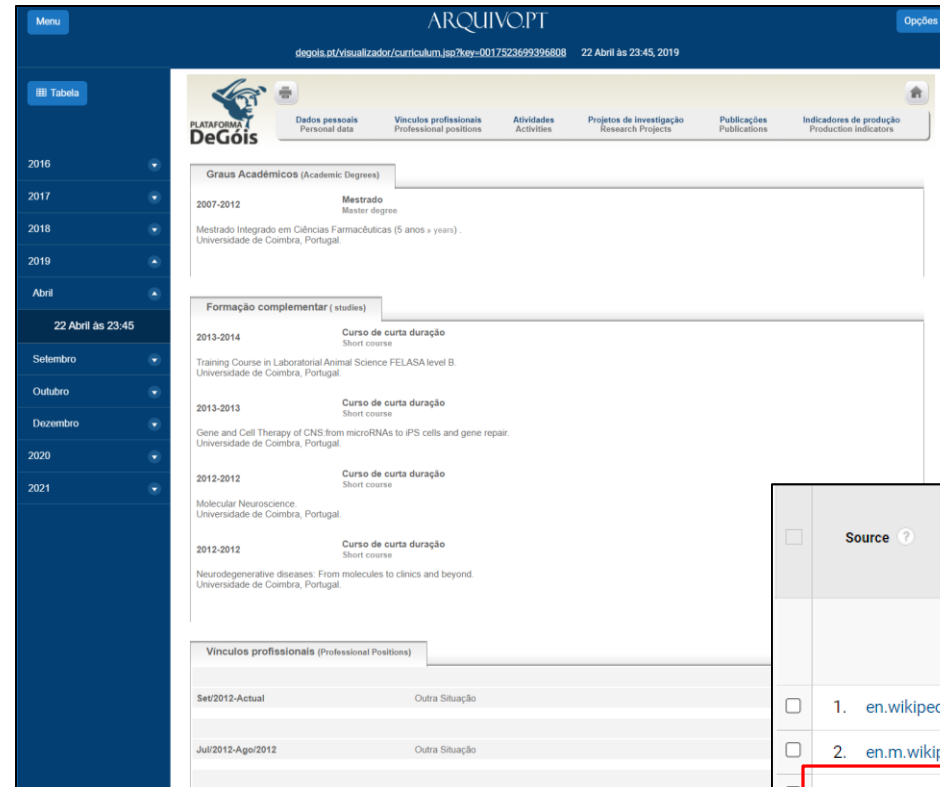 Menu
ARQUIVO.PT
Opções
degois.pt/visualizador/curriculum.jsp?key=0017523699396808 22 Abril às 23:45, 2019
Tabela
2016
2017
2018
2019
Abril
22 Abril às 23:45
Setembro
Outubro
Dezembro
2020
2021
PLATAFORMA
DeGóis
Dados pessoais Vínculos profissionais Atividades Projetos de investigação Publicações Indicadores de produção
Personal data Professional positions Activities Research Projects Publications Production indicators
Graus Académicos (Academic Degrees)
2007-2012 Mestrado
Master degree
Mestrado Integrado em Ciências Farmacêuticas (5 anos » years) .
Universidade de Coimbra, Portugal.
Formação complementar ( studies)
2013-2014 Curso de curta duração
Short course
Training Course in Laboratorial Animal Science FELASA level B.
Universidade de Coimbra, Portugal.
2013-2013 Curso de curta duração
Short course
Gene and Cell Therapy of CNS:from microRNAs to iPS cells and gene repair.
Universidade de Coimbra, Portugal.
2012-2012 Curso de curta duração
Short course
Molecular Neuroscience.
Universidade de Coimbra, Portugal.
2012-2012 Curso de curta duração
Short course
Neurodegenerative diseases: From molecules to clinics and beyond.
Universidade de Coimbra, Portugal.
Vínculos profissionais (Professional Positions)
Set/2012-Actual Outra Situação
Jul/2012-Ago/2012 Outra Situação
Source ?
1. en.wikiped
2. en.m.wikip